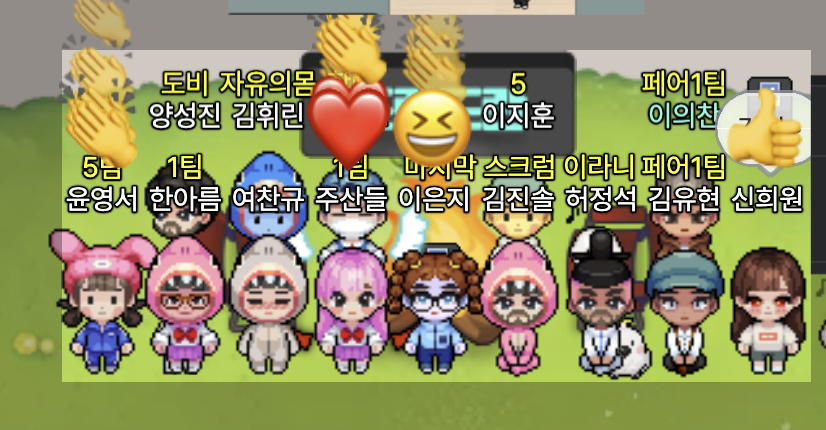 도비 자유의몸 5 페어1팀
양성진 김휘린 이지훈 이의찬
5팀 1팀 1팀 마지막 스크럼 이라니 페어1팀
윤영서 한아름 여찬규 주산들 이은지 김진솔 허정석 김유현 신희원